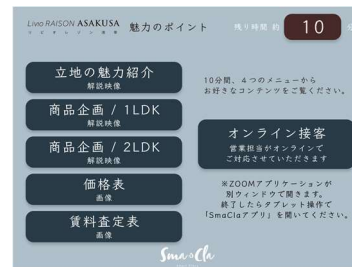 Livio RAISON ASAKUSA 魅力のポイント
リビオレゾン浅草
残り時間 約 10 分
立地の魅力紹介
解説映像
商品企画 / 1LDK
解説映像
商品企画 / 2LDK
解説映像
価格表
画像
賃料査定表
画像
10分間、4つのメニューから
お好きなコンテンツをご覧ください。
オンライン接客
営業担当がオンラインで
ご対応させていただきます
※ZOOMアプリケーションが
別ウィンドウで開きます。
終了したらタブレット操作で
「SmaClaアプリ」を開いてください。
Sma Cla